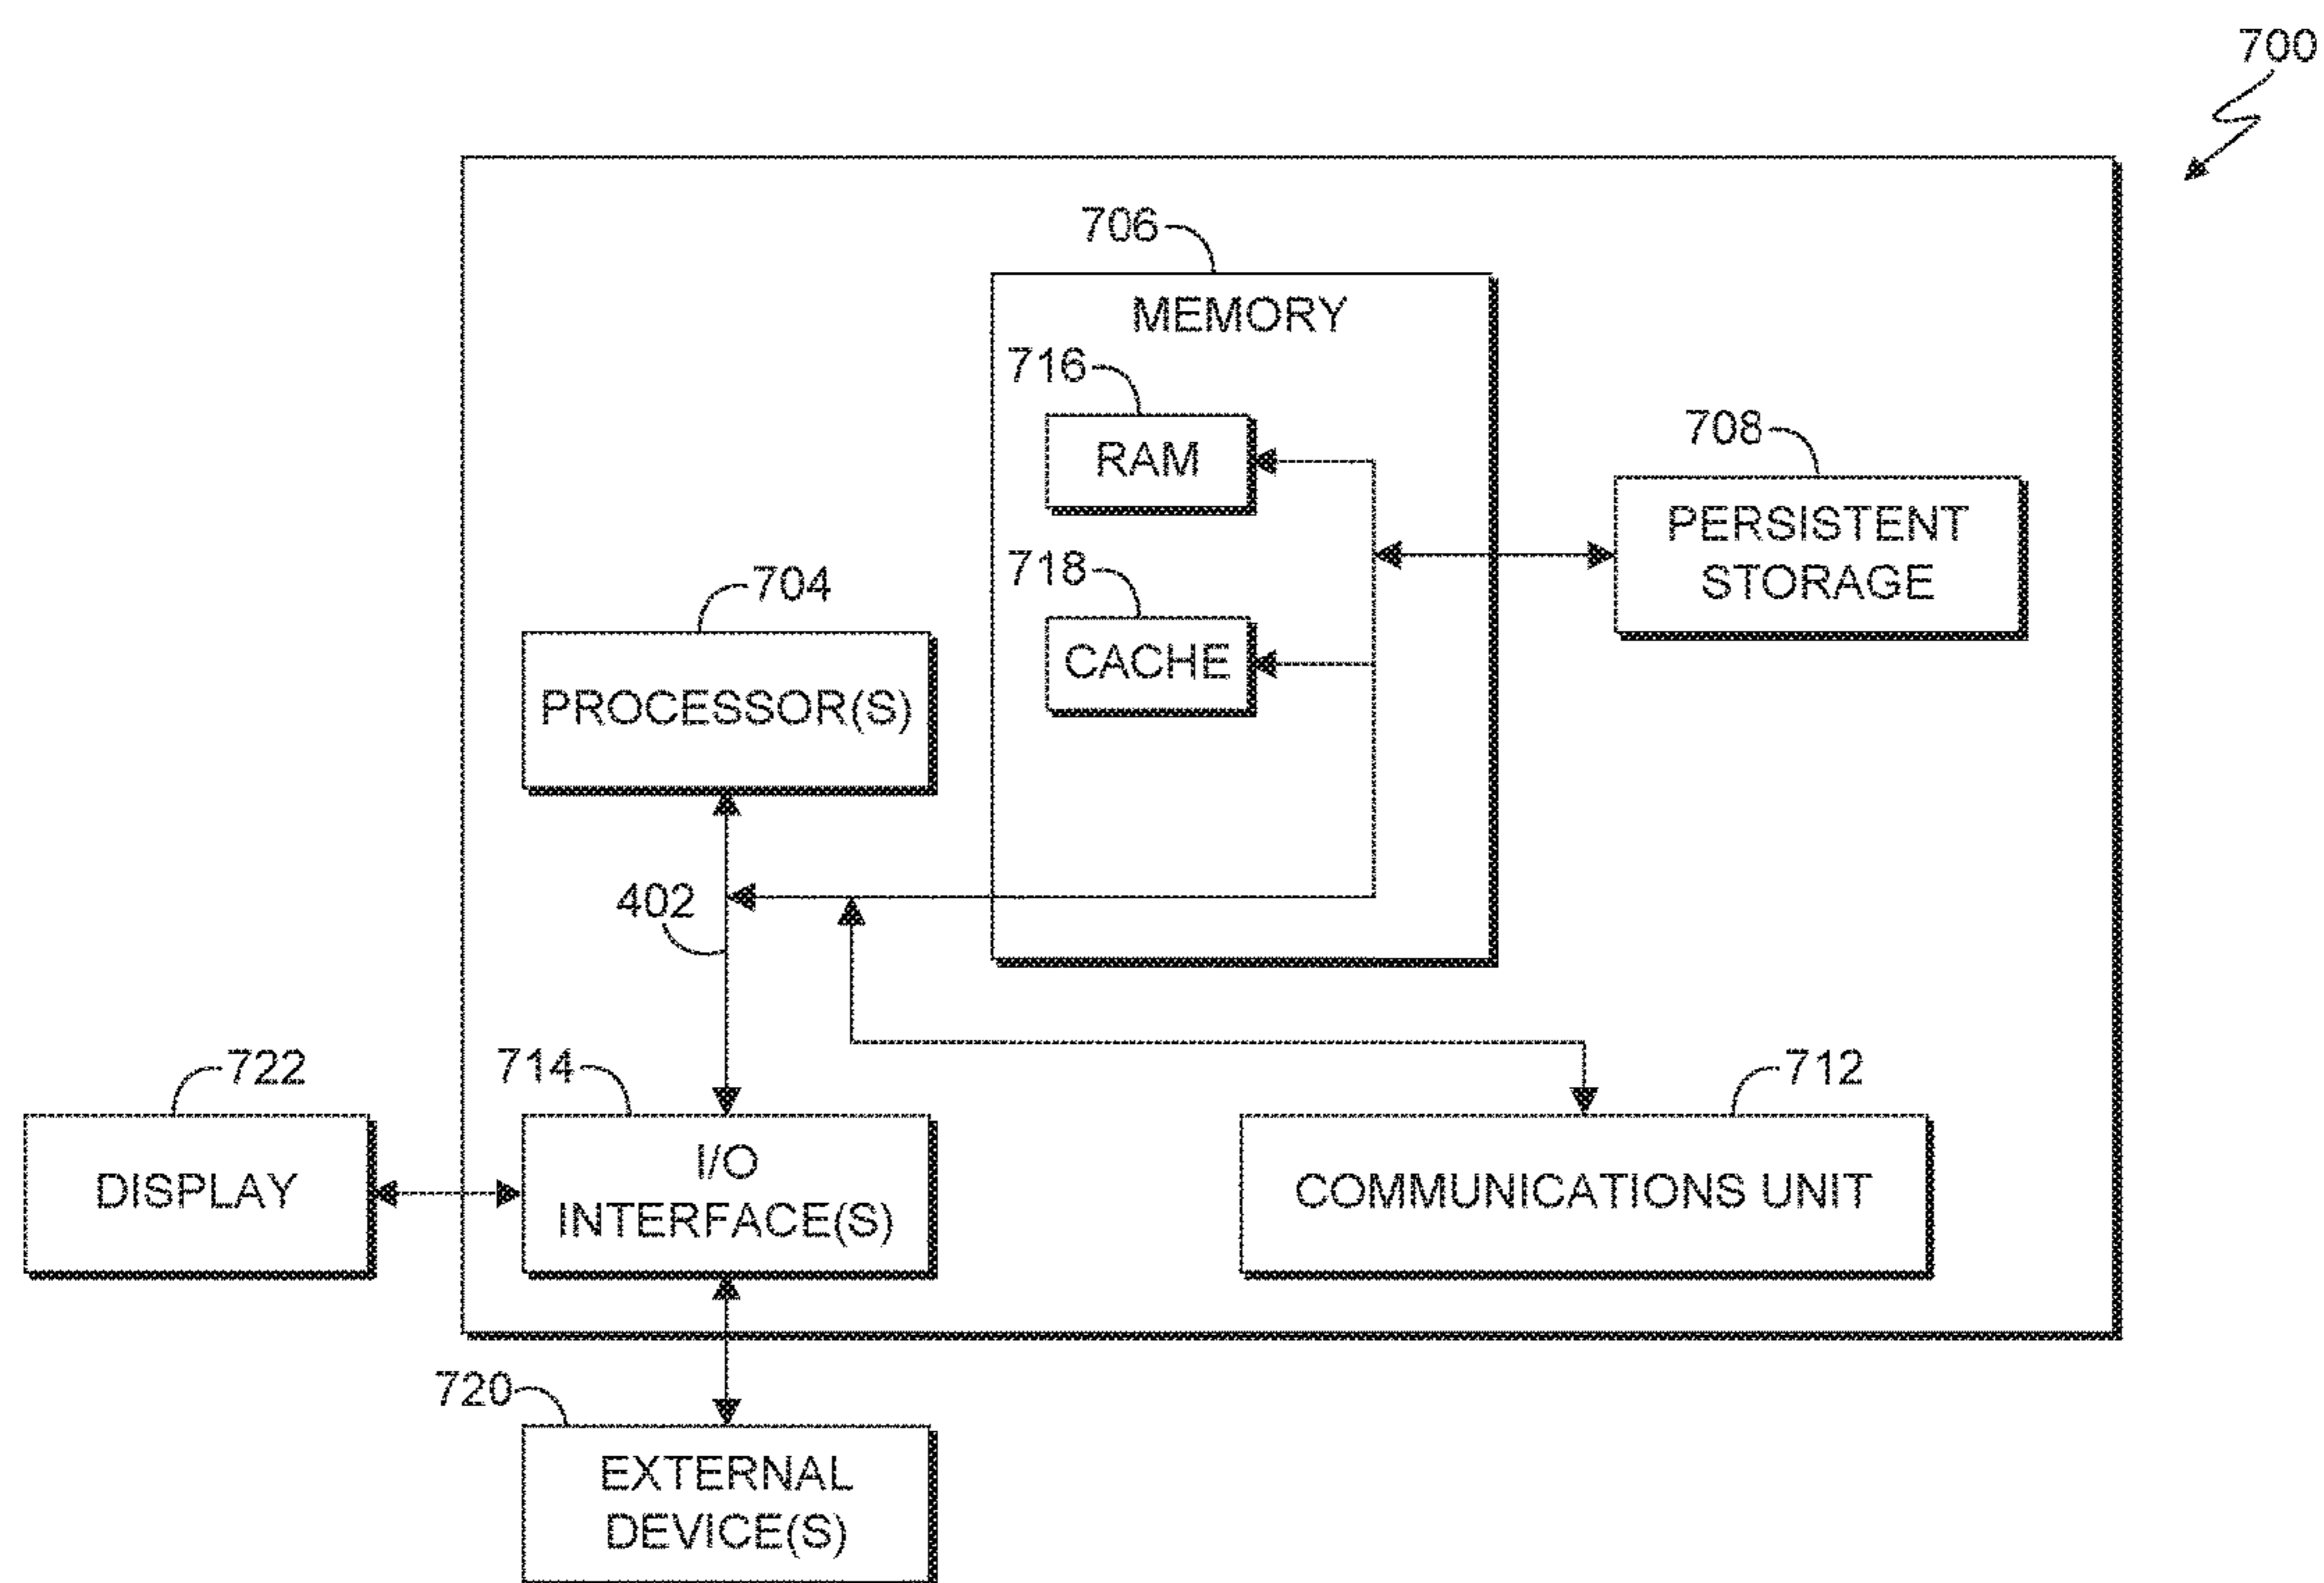 700
706
MEMORY
716
RAM
708
PERSISTENT
STORAGE
718
CACHE
704
PROCESSOR(S)
402
722
DISPLAY
714
I/O
INTERFACE(S)
712
COMMUNICATIONS UNIT
720
EXTERNAL
DEVICE(S)